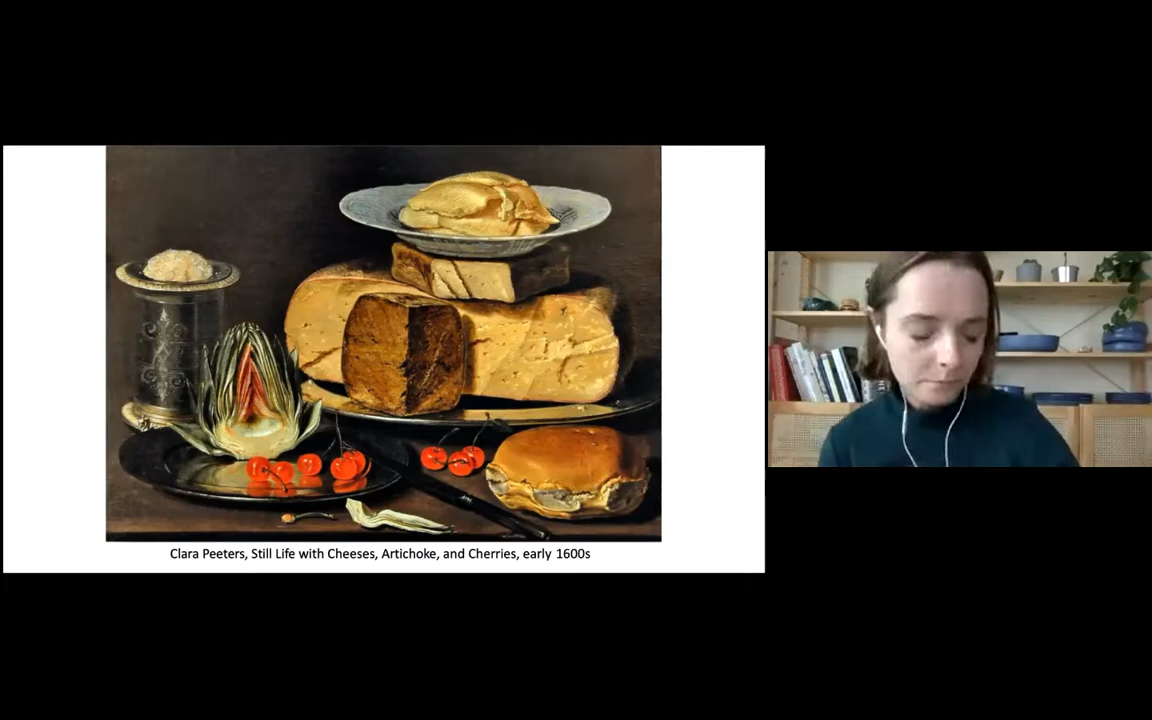 Clara Peeters, Still Life with Cheeses, Artichoke, and Cherries, early 1600s